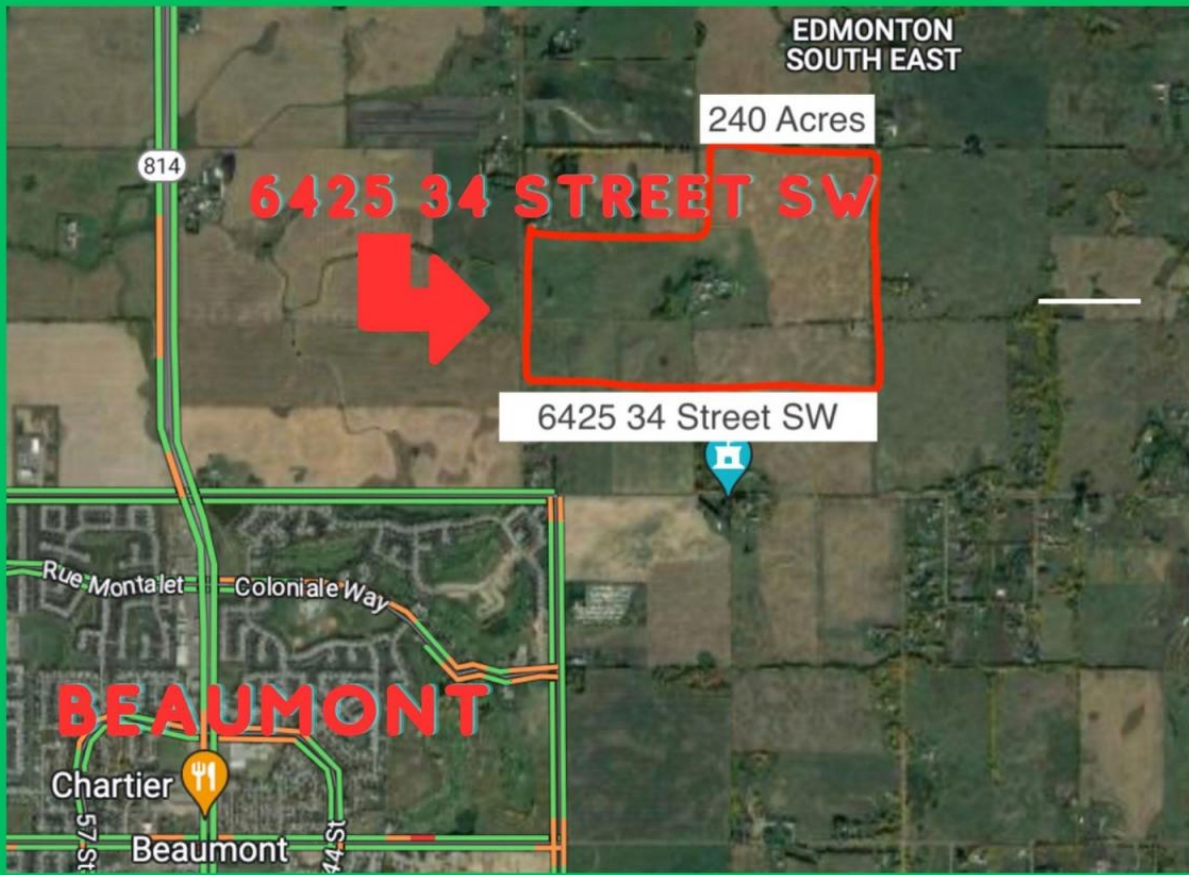 EDMONTON
SOUTH EAST
240 Acres
814
6425 34 STREET SW
6425 34 Street SW
Rue Montalet
Coloniale Way
BEAUMONT
Chartier
57 St
44 St
Beaumont